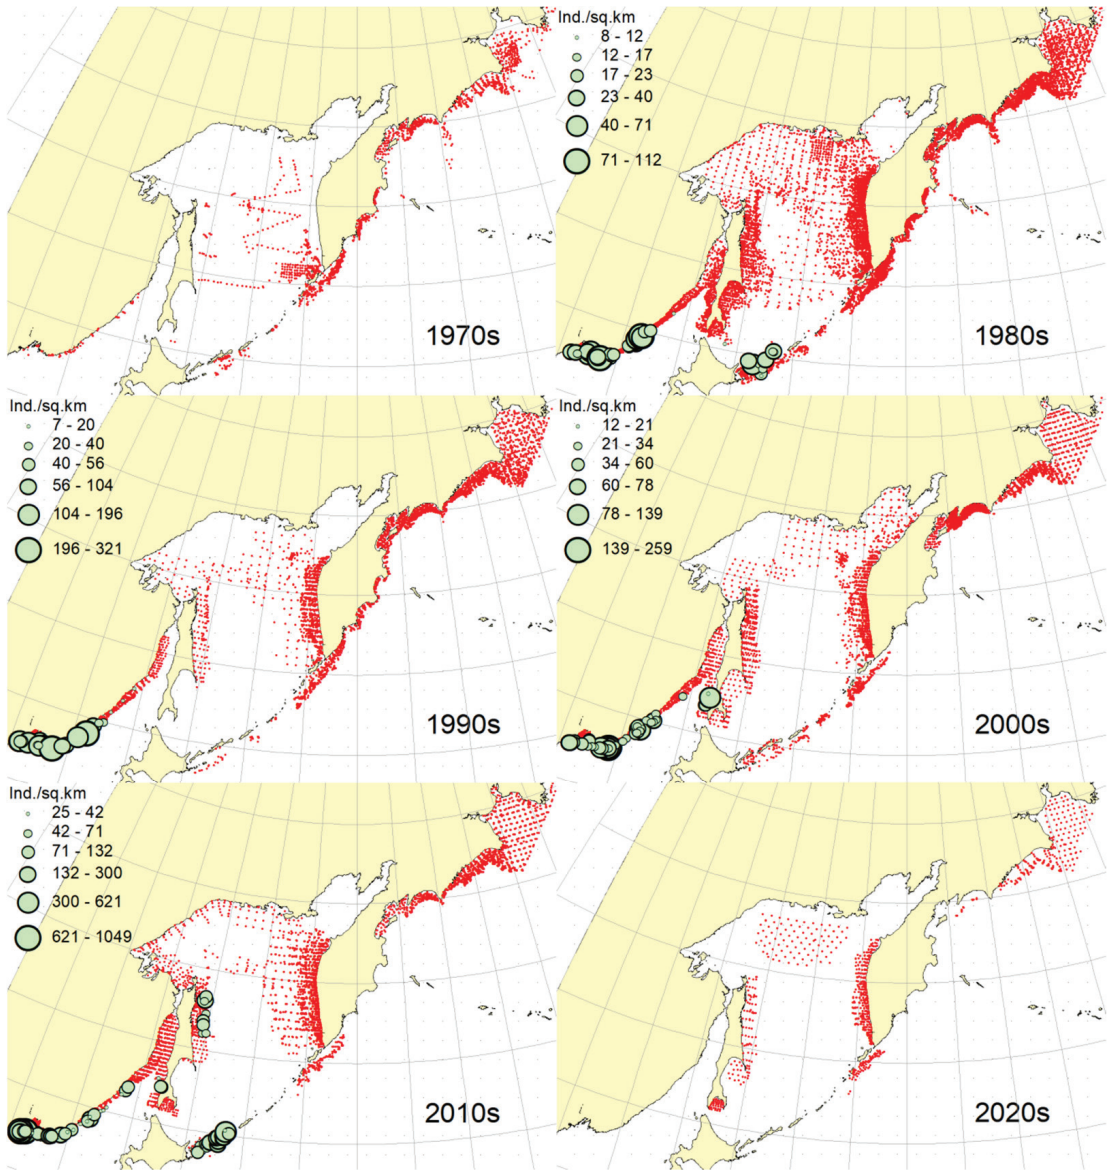 1970s
Ind./sq.km
8 - 12
12 - 17
17 - 23
23 - 40
40 - 71
71 - 112
1980s
Ind./sq.km
7 - 20
20 - 40
40 - 56
56 - 104
104 - 196
196 - 321
1990s
Ind./sq.km
12 - 21
21 - 34
34 - 60
60 - 78
78 - 139
139 - 259
2000s
Ind./sq.km
25 - 42
42 - 71
71 - 132
132 - 300
300 - 621
621 - 1049
2010s
2020s